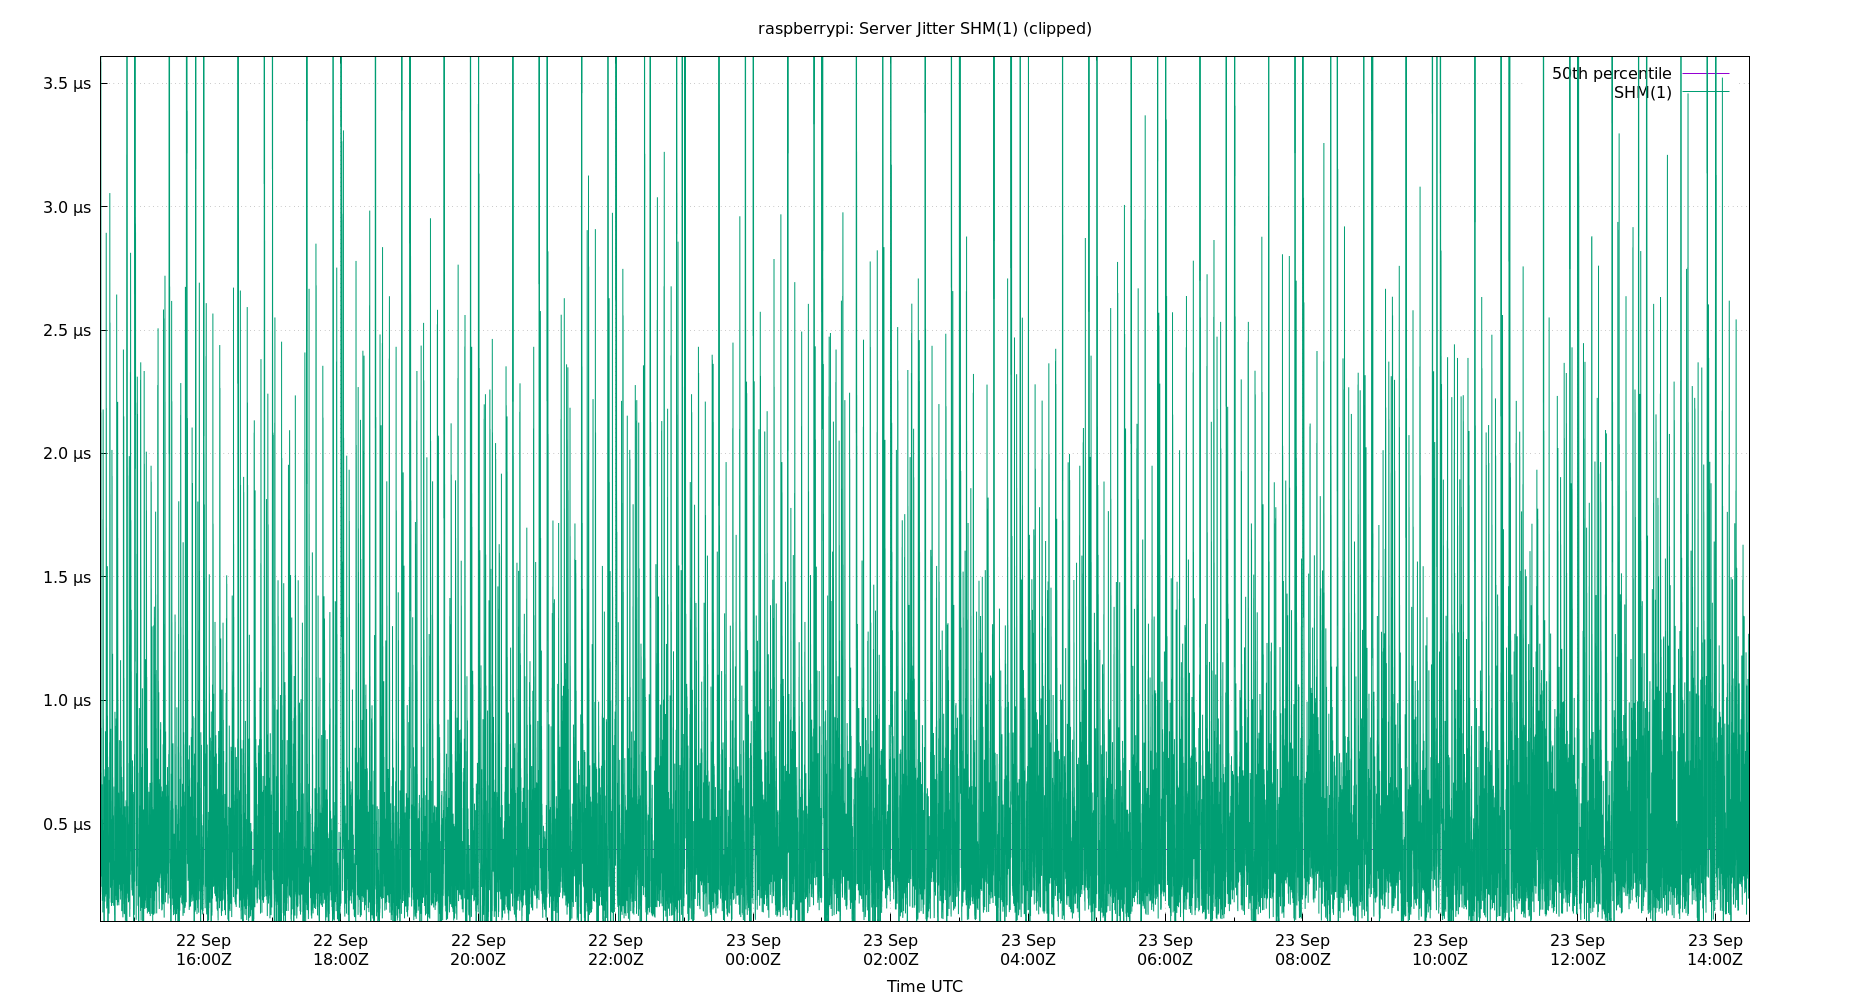 raspberrypi: Server Jitter SHM(1) (clipped)
50th percentile
SHM(1)
3.5 µs
3.0 µs
2.5 µs
2.0 µs
1.5 µs
1.0 µs
0.5 µs
22 Sep 22 Sep 22 Sep 22 Sep 23 Sep 23 Sep 23 Sep 23 Sep 23 Sep 23 Sep 23 Sep 23 Sep
16:00Z 18:00Z 20:00Z 22:00Z 00:00Z 02:00Z 04:00Z 06:00Z 08:00Z 10:00Z 12:00Z 14:00Z
Time UTC